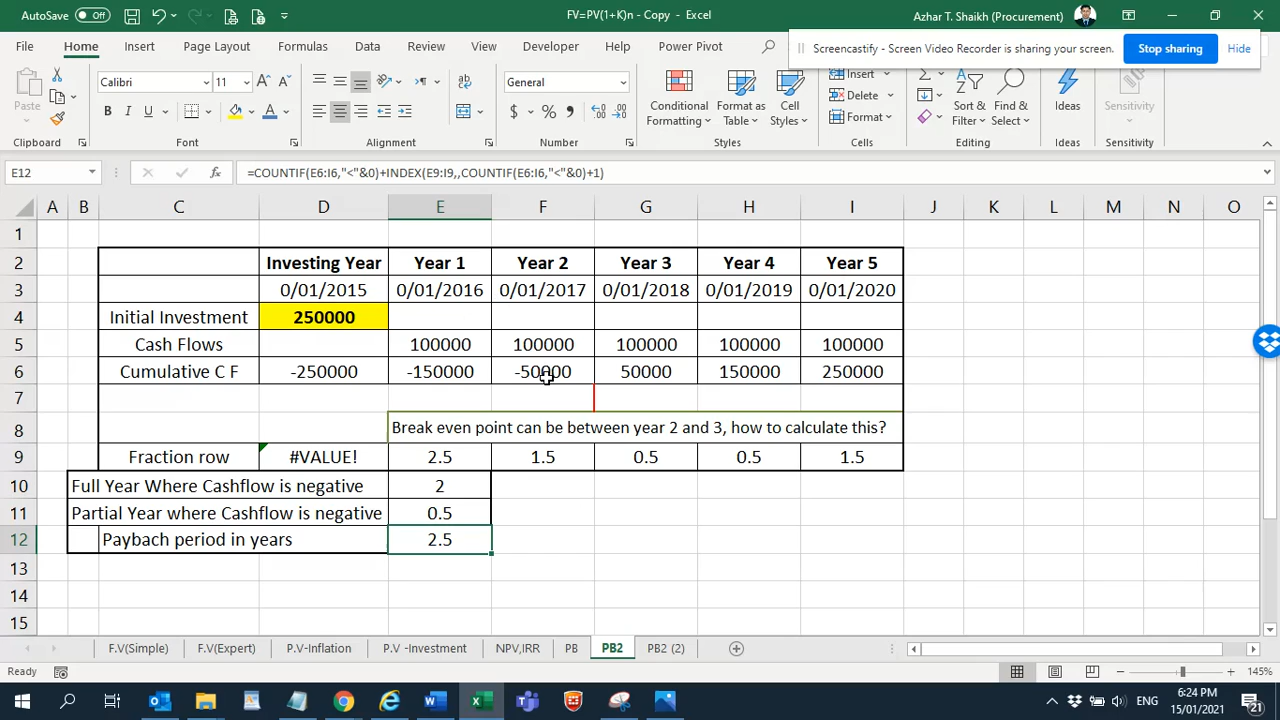 AutoSave Off FV=PV(1+K)n - Copy - Excel Azhar T. Shaikh (Procurement)
File Home Insert Page Layout Formulas Data Review View Developer Help Power Pivot
Screencastify - Screen Video Recorder is sharing your screen. Stop sharing Hide
Paste Calibri 11 General Conditional Formatting Format as Table Cell Styles Insert Delete Format Sort & Filter Find & Select Ideas Sensitivity
Clipboard Font Alignment Number Styles Cells Editing Ideas Sensitivity
E12 fx =COUNTIF(E6:I6,"<"&0)+INDEX(E9:I9,,COUNTIF(E6:I6,"<"&0)+1)
A B C D E F G H I J K L M N O
1
2 Investing Year Year 1 Year 2 Year 3 Year 4 Year 5
3 0/01/2015 0/01/2016 0/01/2017 0/01/2018 0/01/2019 0/01/2020
4 Initial Investment 250000
5 Cash Flows 100000 100000 100000 100000 100000
6 Cumulative C F -250000 -150000 -50000 50000 150000 250000
7
8 Break even point can be between year 2 and 3, how to calculate this?
9 Fraction row #VALUE! 2.5 1.5 0.5 0.5 1.5
10 Full Year Where Cashflow is negative 2
11 Partial Year where Cashflow is negative 0.5
12 Paybach period in years 2.5
13
14
15
F.V(Simple) F.V(Expert) P.V-Inflation P.V -Investment NPV,IRR PB PB2 PB2 (2)
Ready 145%
ENG 6:24 PM
15/01/2021 21